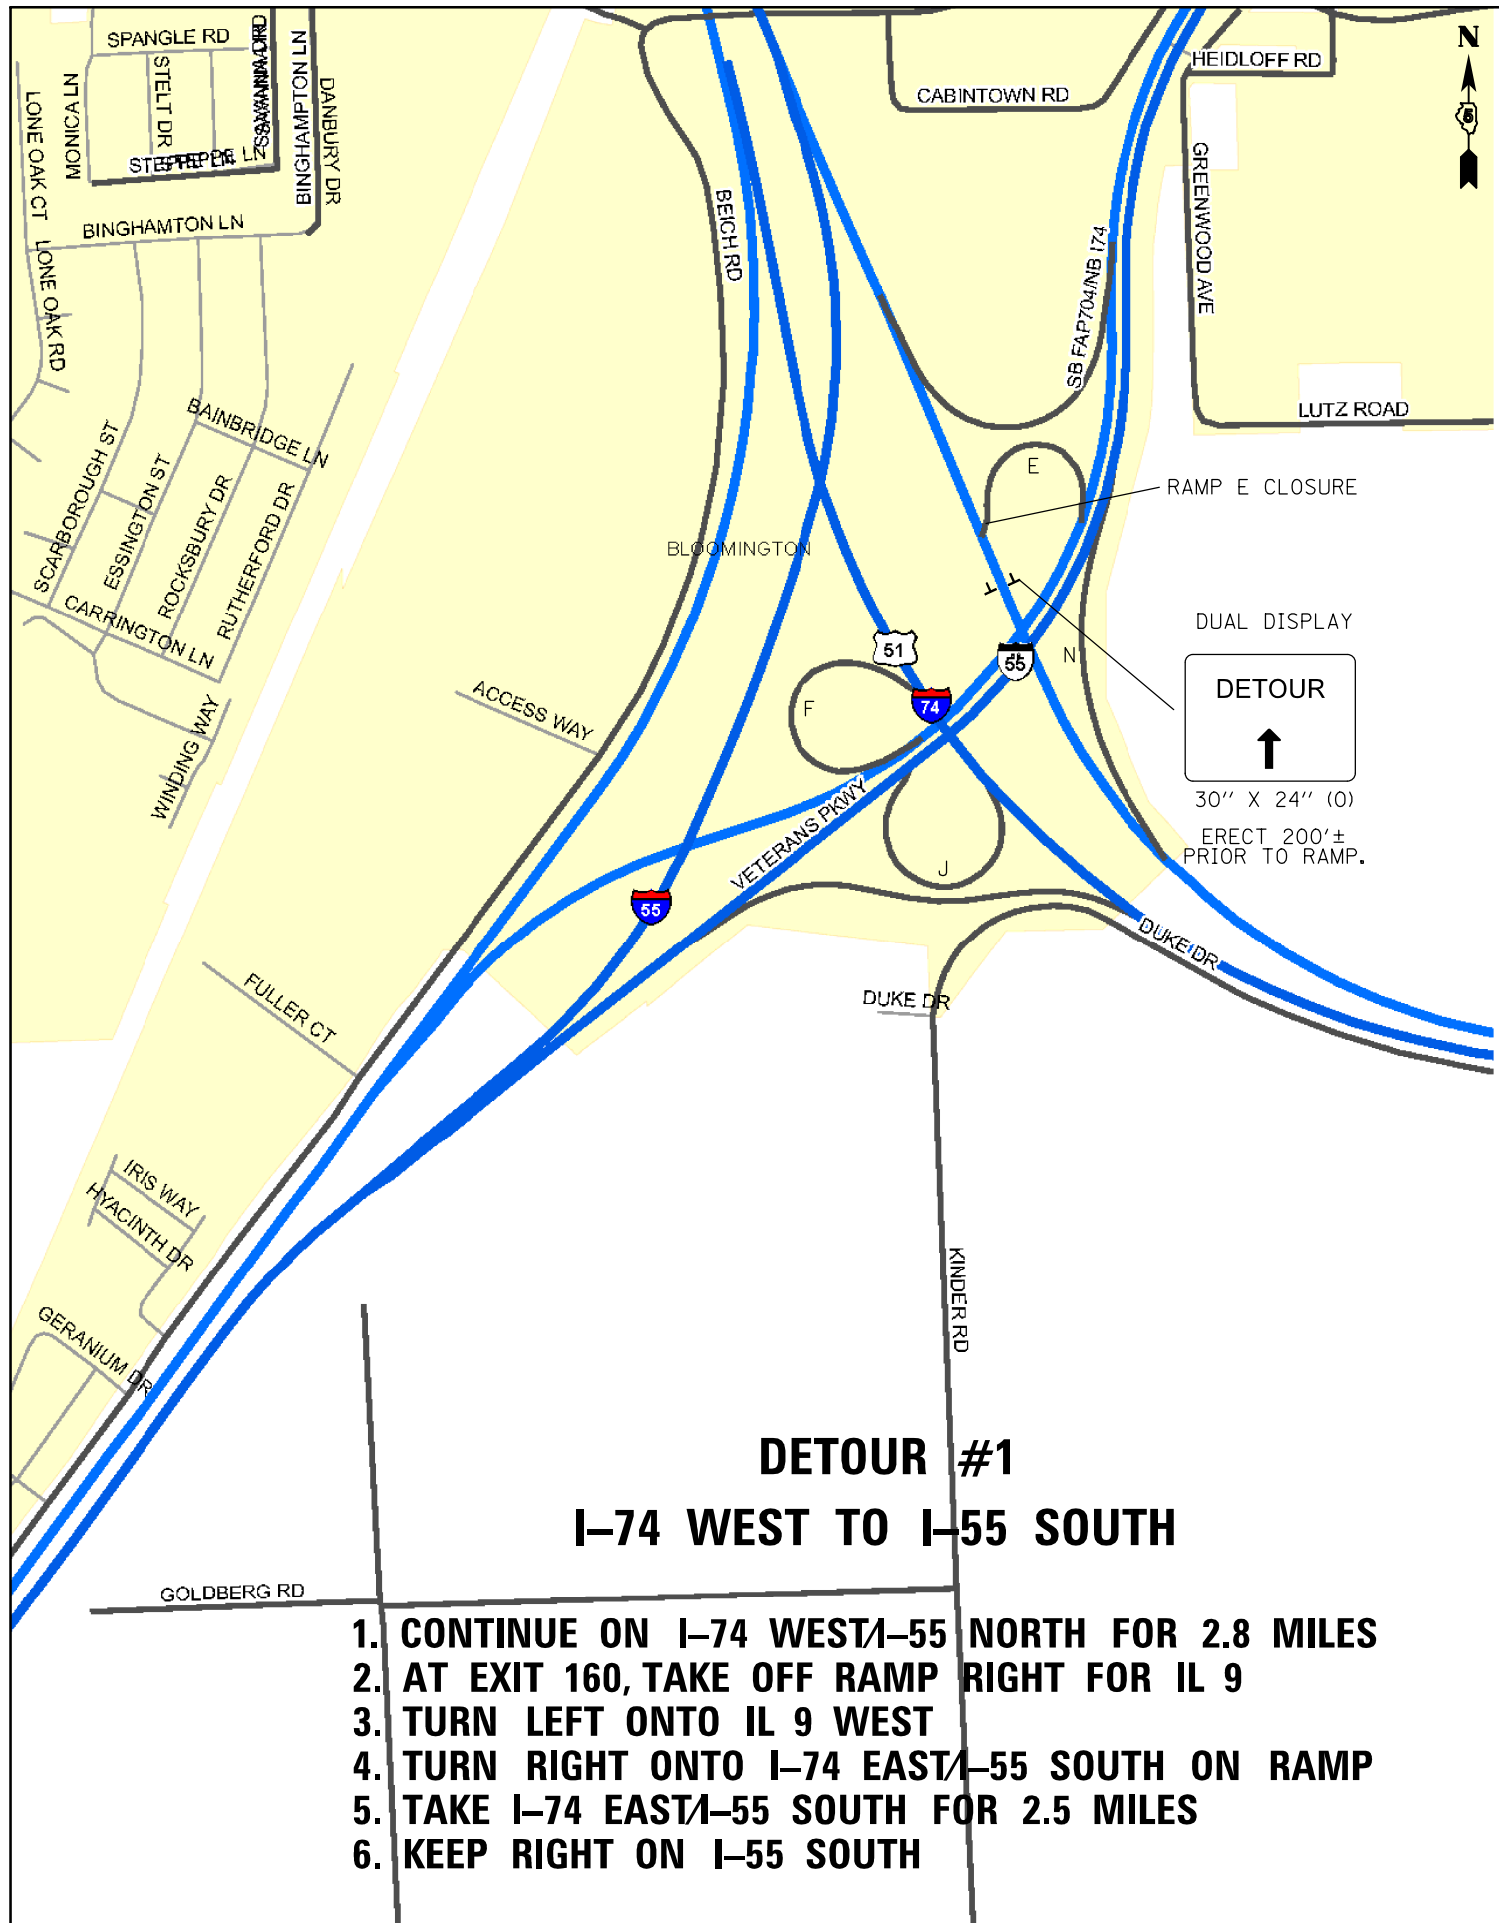 SPANGLE RD
MONICA LN
STELT DR
SAVANNA DR
BINGHAMPTON LN
DANBURY DR
LONE OAK CT
STEPPE LN
BINGHAMTON LN
LONE OAK RD
BEICH RD
CABINTOWN RD
HEIDLOFF RD
N
5
GREENWOOD AVE
SB FAP704/NB I74
LUTZ ROAD
BAINBRIDGE LN
SCARBOROUGH ST
ESSINGTON ST
ROCKSBURY DR
RUTHERFORD DR
CARRINGTON LN
WINDING WAY
ACCESS WAY
BLOOMINGTON
E
RAMP E CLOSURE
51
55
N
F
74
DUAL DISPLAY
DETOUR
30" X 24" (O)
ERECT 200'±
PRIOR TO RAMP.
VETERANS PKWY
J
55
DUKE DR
DUKE DR
FULLER CT
IRIS WAY
HYACINTH DR
GERANIUM DR
KINDER RD
GOLDBERG RD
DETOUR #1
I-74 WEST TO I-55 SOUTH
1. CONTINUE ON I-74 WEST/I-55 NORTH FOR 2.8 MILES
2. AT EXIT 160, TAKE OFF RAMP RIGHT FOR IL 9
3. TURN LEFT ONTO IL 9 WEST
4. TURN RIGHT ONTO I-74 EAST/I-55 SOUTH ON RAMP
5. TAKE I-74 EAST/I-55 SOUTH FOR 2.5 MILES
6. KEEP RIGHT ON I-55 SOUTH